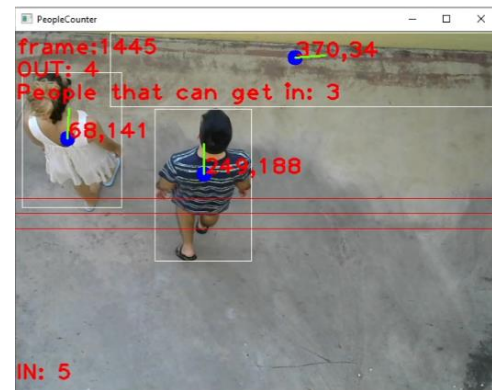 PeopleCounter
frame:1445
370,34
OUT: 4
People that can get in: 3
68,141
249,188
IN: 5